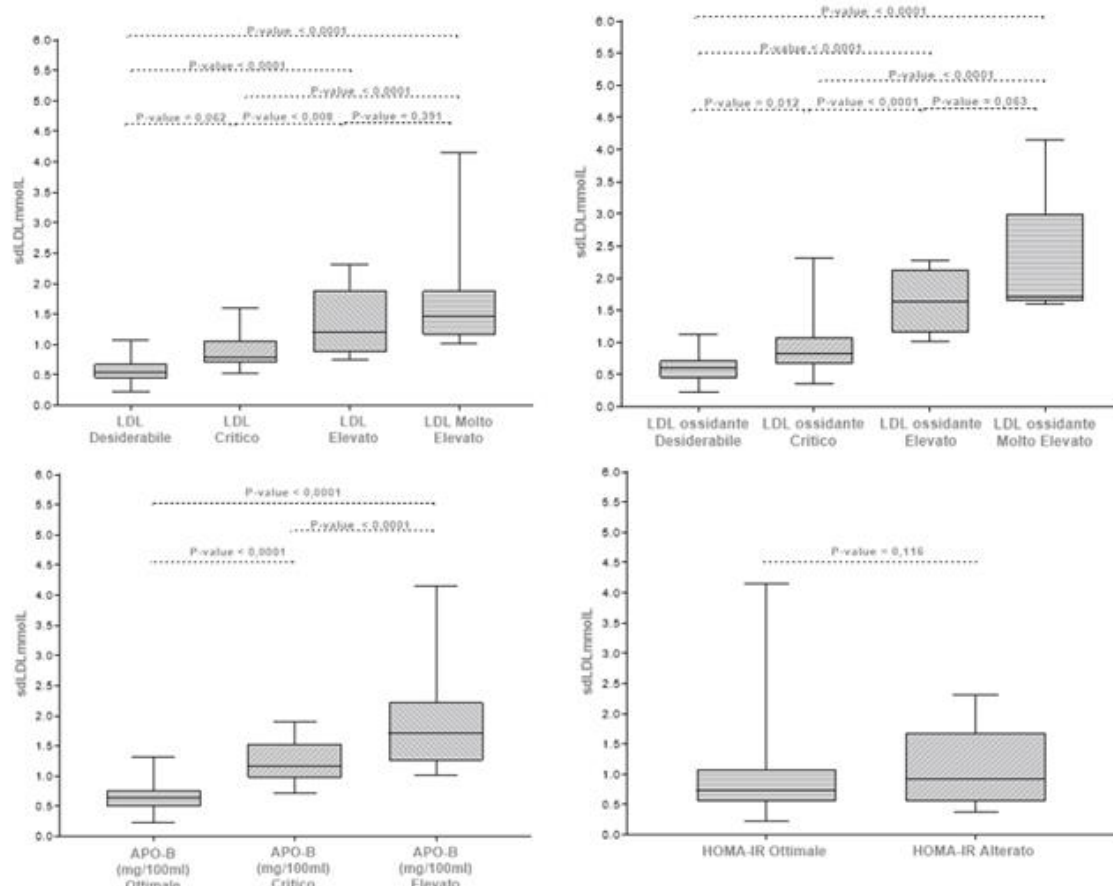 P-value < 0,0001
P-value < 0,0001
P-value < 0,0001
P-value = 0,062
P-value < 0,008
P-value = 0,391
6.0
5.5
5.0
4.5
4.0
3.5
3.0
2.5
2.0
1.5
1.0
0.5
0.0
sdLDLmmolL
LDL
Desiderabile
LDL
Critico
LDL
Elevato
LDL Molto
Elevato
P-value < 0,0001
P-value < 0,0001
P-value < 0,0001
P-value = 0,012
P-value < 0,0001
P-value = 0,063
6.0
5.5
5.0
4.5
4.0
3.5
3.0
2.5
2.0
1.5
1.0
0.5
0.0
sdLDLmmolL
LDL ossidante
Desiderabile
LDL ossidante
Critico
LDL ossidante
Elevato
LDL ossidante
Molto Elevato
P-value < 0,0001
P-value < 0,0001
P-value < 0,0001
6.0
5.5
5.0
4.5
4.0
3.5
3.0
2.5
2.0
1.5
1.0
0.5
0.0
sdLDLmmolL
APO-B
(mg/100ml)
Ottimale
APO-B
(mg/100ml)
Critico
APO-B
(mg/100ml)
Elevato
P-value = 0,116
6.0
5.5
5.0
4.5
4.0
3.5
3.0
2.5
2.0
1.5
1.0
0.5
0.0
sdLDLmmolL
HOMA-IR Ottimale
HOMA-IR Alterato